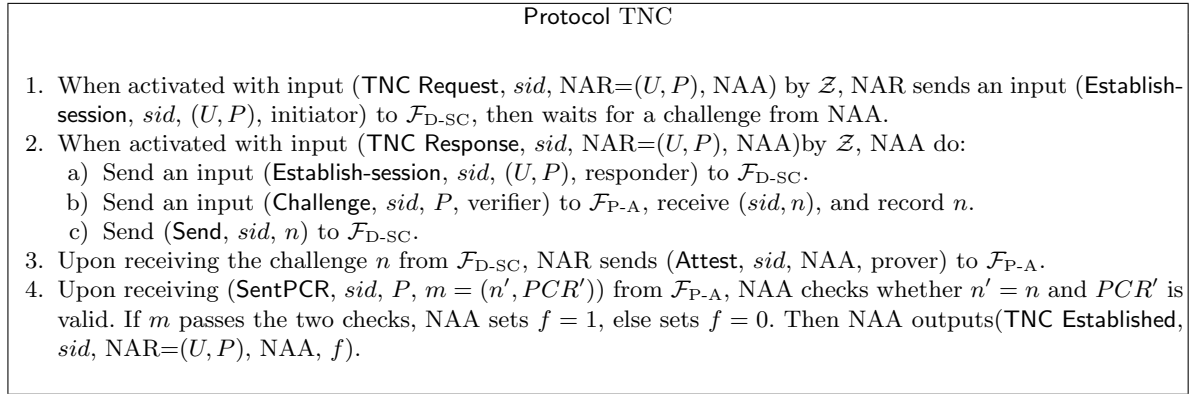 Protocol TNC
1. When activated with input (TNC Request, sid, NAR=(U, P), NAA) by 𝒵, NAR sends an input (Establish-
session, sid, (U, P), initiator) to ℱ_D-SC, then waits for a challenge from NAA.
2. When activated with input (TNC Response, sid, NAR=(U, P), NAA)by 𝒵, NAA do:
a) Send an input (Establish-session, sid, (U, P), responder) to ℱ_D-SC.
b) Send an input (Challenge, sid, P, verifier) to ℱ_P-A, receive (sid, n), and record n.
c) Send (Send, sid, n) to ℱ_D-SC.
3. Upon receiving the challenge n from ℱ_D-SC, NAR sends (Attest, sid, NAA, prover) to ℱ_P-A.
4. Upon receiving (SentPCR, sid, P, m = (n′, PCR′)) from ℱ_P-A, NAA checks whether n′ = n and PCR′ is
valid. If m passes the two checks, NAA sets f = 1, else sets f = 0. Then NAA outputs(TNC Established,
sid, NAR=(U, P), NAA, f).